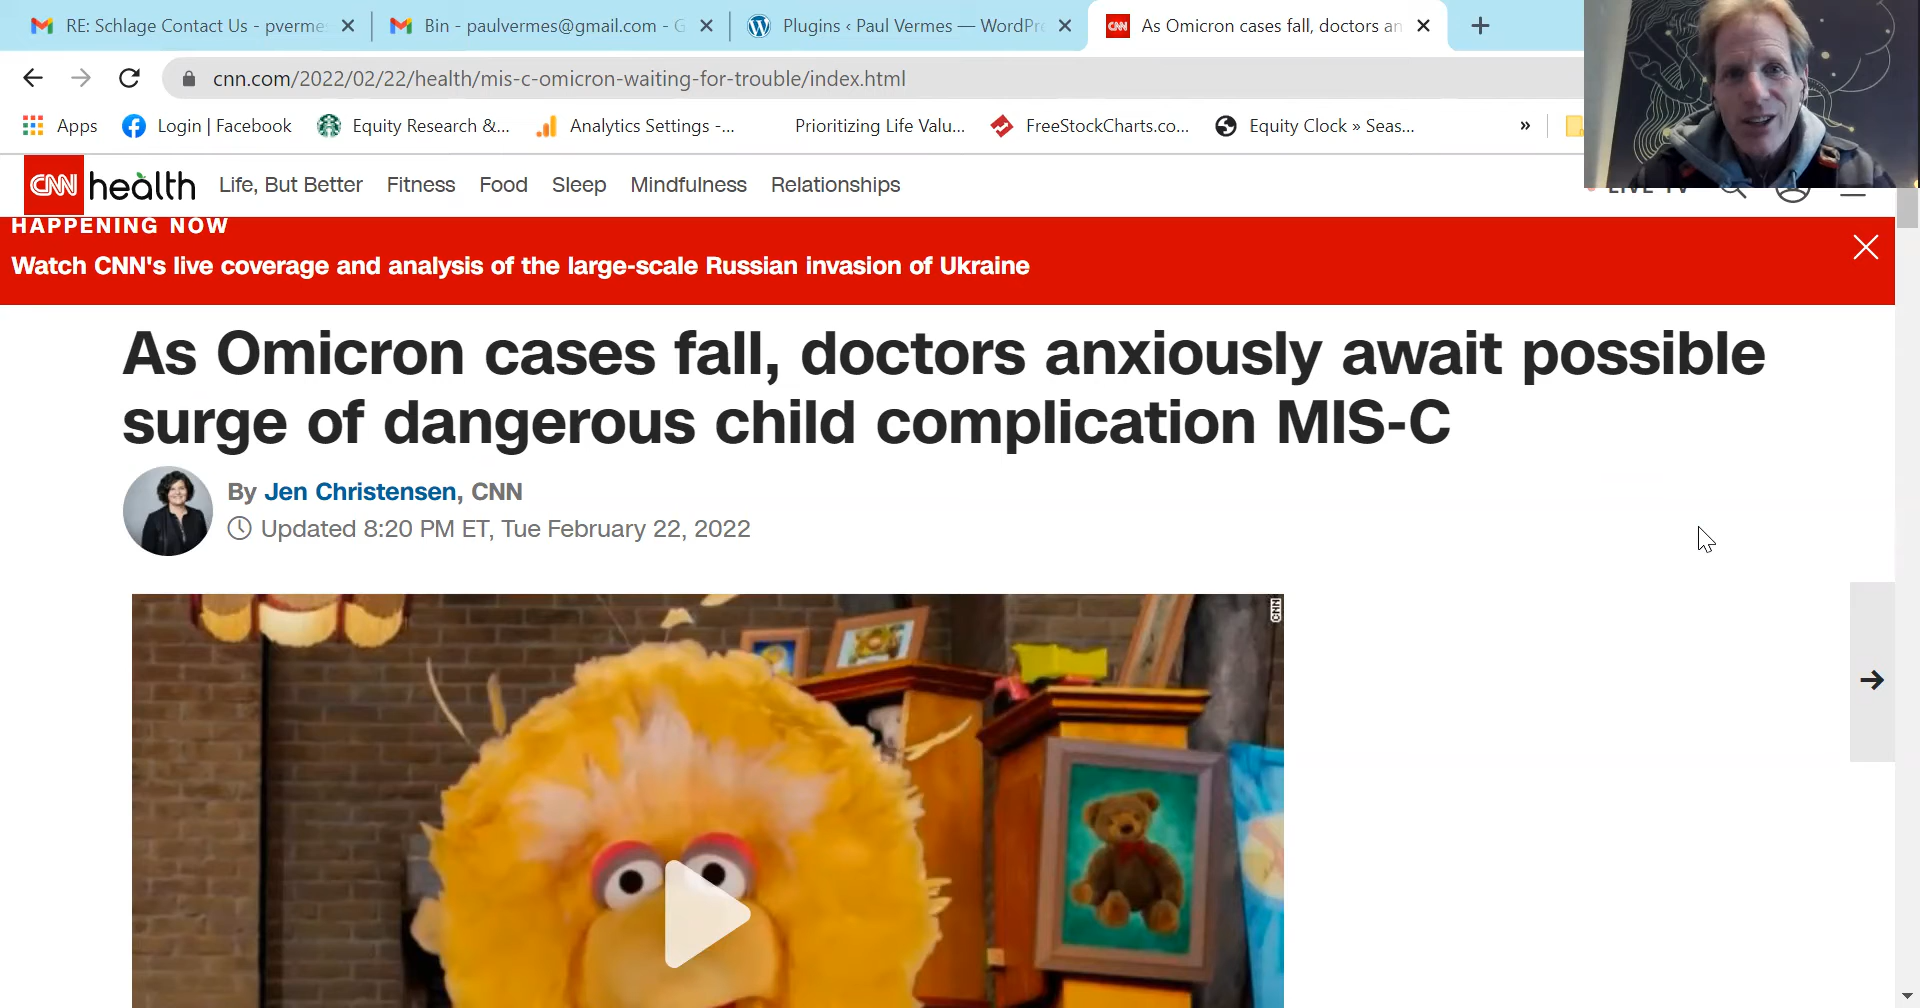 RE: Schlage Contact Us - pverme
Bin - paulvermes@gmail.com - G
Plugins ‹ Paul Vermes — WordPr
CNN
As Omicron cases fall, doctors an
cnn.com/2022/02/22/health/mis-c-omicron-waiting-for-trouble/index.html
Apps
Login | Facebook
Equity Research &...
Analytics Settings -...
Prioritizing Life Valu...
FreeStockCharts.co...
Equity Clock » Seas...
»
CNN health
Life, But Better
Fitness
Food
Sleep
Mindfulness
Relationships
LIVE TV
HAPPENING NOW
Watch CNN's live coverage and analysis of the large-scale Russian invasion of Ukraine
As Omicron cases fall, doctors anxiously await possible
surge of dangerous child complication MIS-C
By Jen Christensen, CNN
Updated 8:20 PM ET, Tue February 22, 2022
CNN